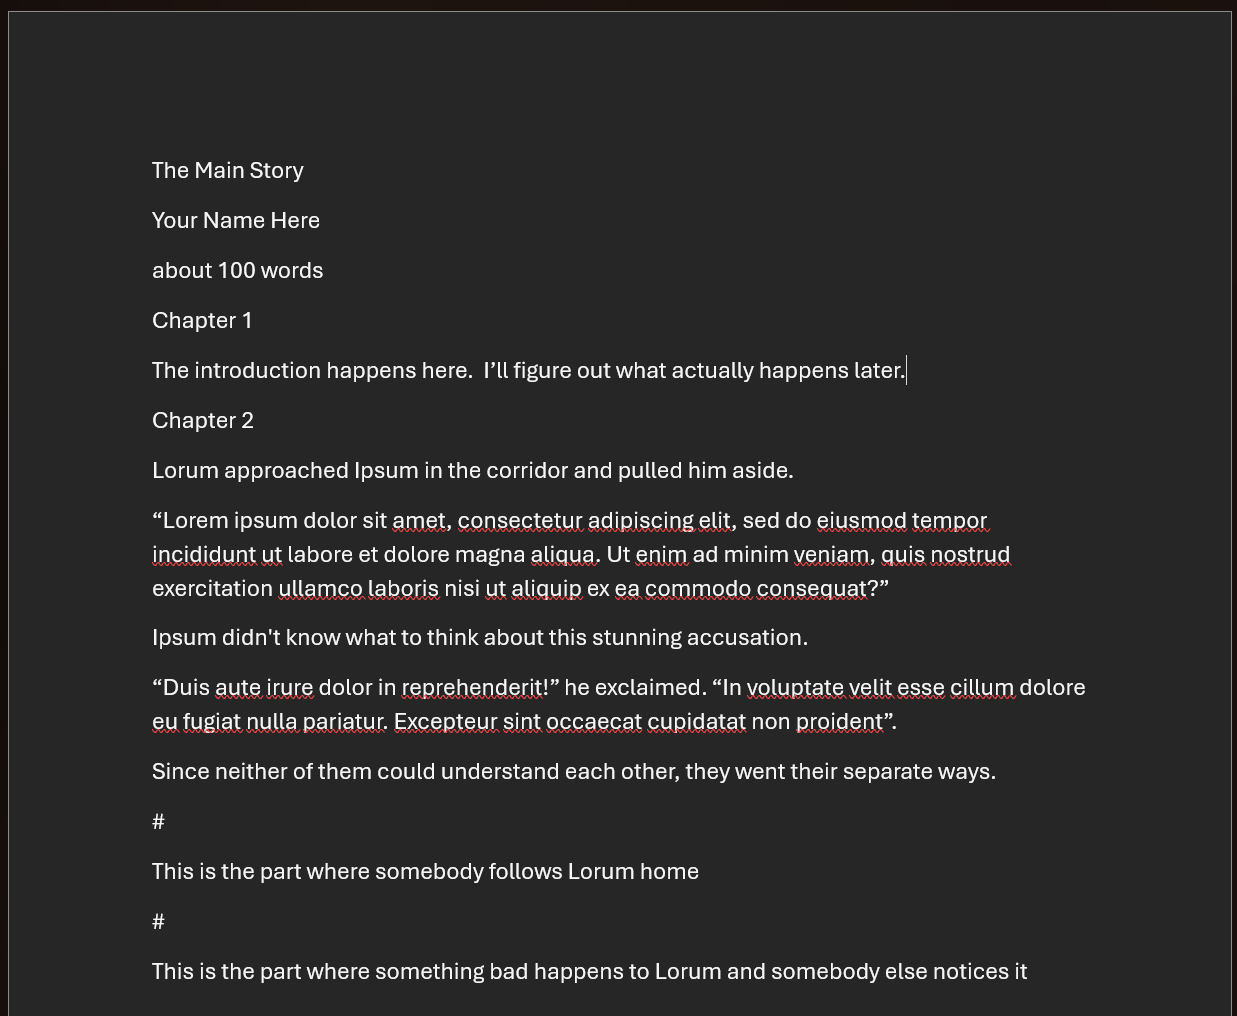 The Main Story
Your Name Here
about 100 words
Chapter 1
The introduction happens here.  I’ll figure out what actually happens later.
Chapter 2
Lorum approached Ipsum in the corridor and pulled him aside.
“Lorem ipsum dolor sit amet, consectetur adipiscing elit, sed do eiusmod tempor
incididunt ut labore et dolore magna aliqua. Ut enim ad minim veniam, quis nostrud
exercitation ullamco laboris nisi ut aliquip ex ea commodo consequat?”
Ipsum didn't know what to think about this stunning accusation.
“Duis aute irure dolor in reprehenderit!” he exclaimed. “In voluptate velit esse cillum dolore
eu fugiat nulla pariatur. Excepteur sint occaecat cupidatat non proident”.
Since neither of them could understand each other, they went their separate ways.
#
This is the part where somebody follows Lorum home
#
This is the part where something bad happens to Lorum and somebody else notices it